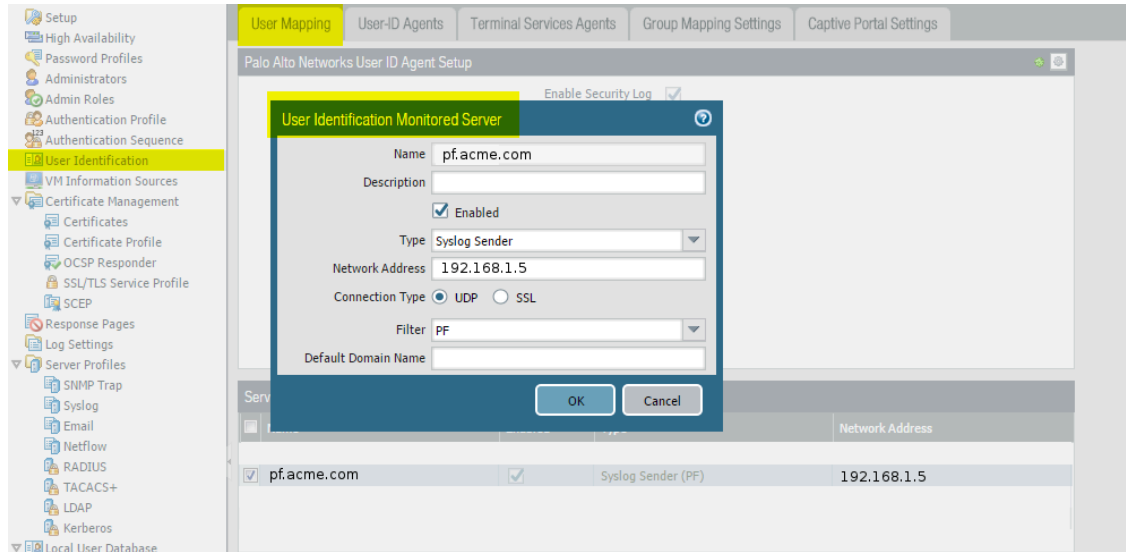 Setup
High Availability
Password Profiles
Administrators
Admin Roles
Authentication Profile
Authentication Sequence
User Identification
VM Information Sources
Certificate Management
Certificates
Certificate Profile
OCSP Responder
SSL/TLS Service Profile
SCEP
Response Pages
Log Settings
Server Profiles
SNMP Trap
Syslog
Email
Netflow
RADIUS
TACACS+
LDAP
Kerberos
Local User Database
User Mapping User-ID Agents Terminal Services Agents Group Mapping Settings Captive Portal Settings
Palo Alto Networks User ID Agent Setup
Enable Security Log
User Identification Monitored Server
Name pf.acme.com
Description
Enabled
Type Syslog Sender
Network Address 192.168.1.5
Connection Type UDP SSL
Filter PF
Default Domain Name
OK Cancel
Serv
Network Address
pf.acme.com Syslog Sender (PF) 192.168.1.5